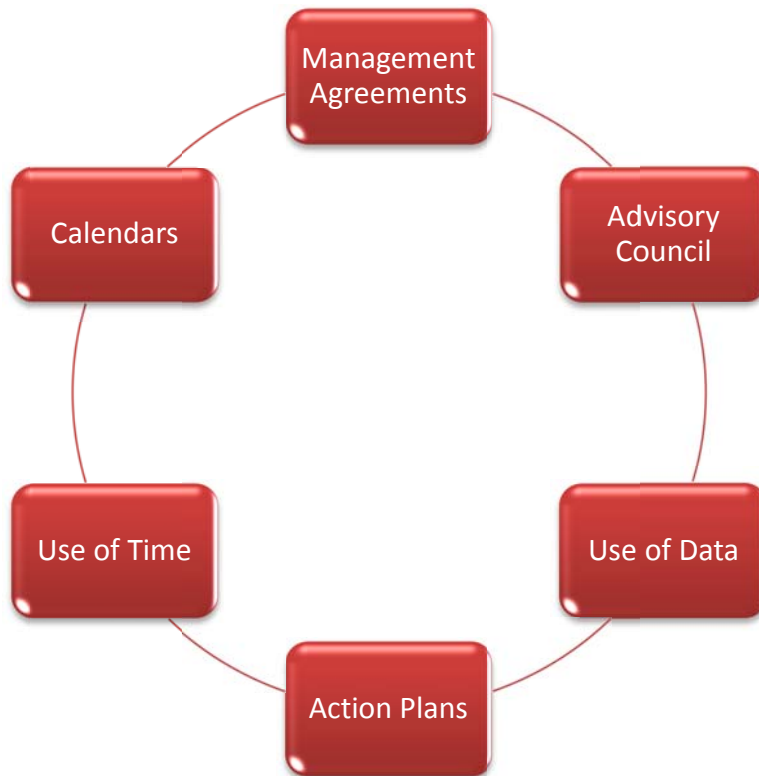 Management
Agreements
Advisory
Council
Use of Data
Action Plans
Use of Time
Calendars